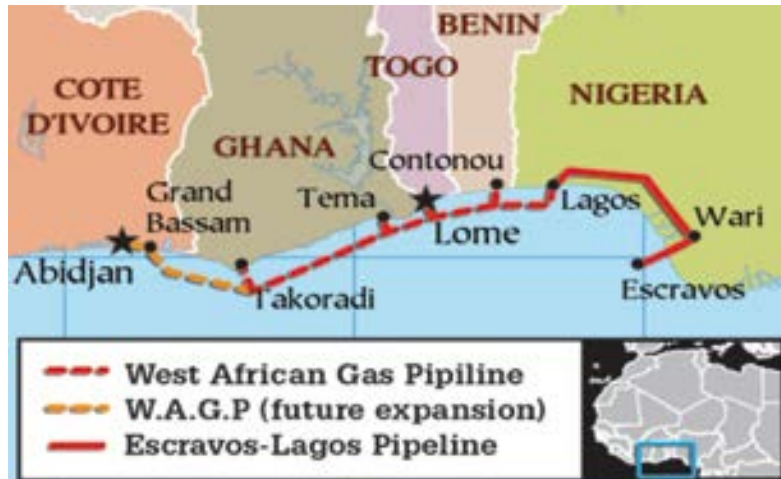 BENIN
TOGO
COTE
D'IVOIRE
NIGERIA
GHANA
Contonou
Grand
Bassam
Tema
Lagos
Wari
Lome
Abidjan
Takoradi
Escravos
West African Gas Pipiline
W.A.G.P (future expansion)
Escravos-Lagos Pipeline